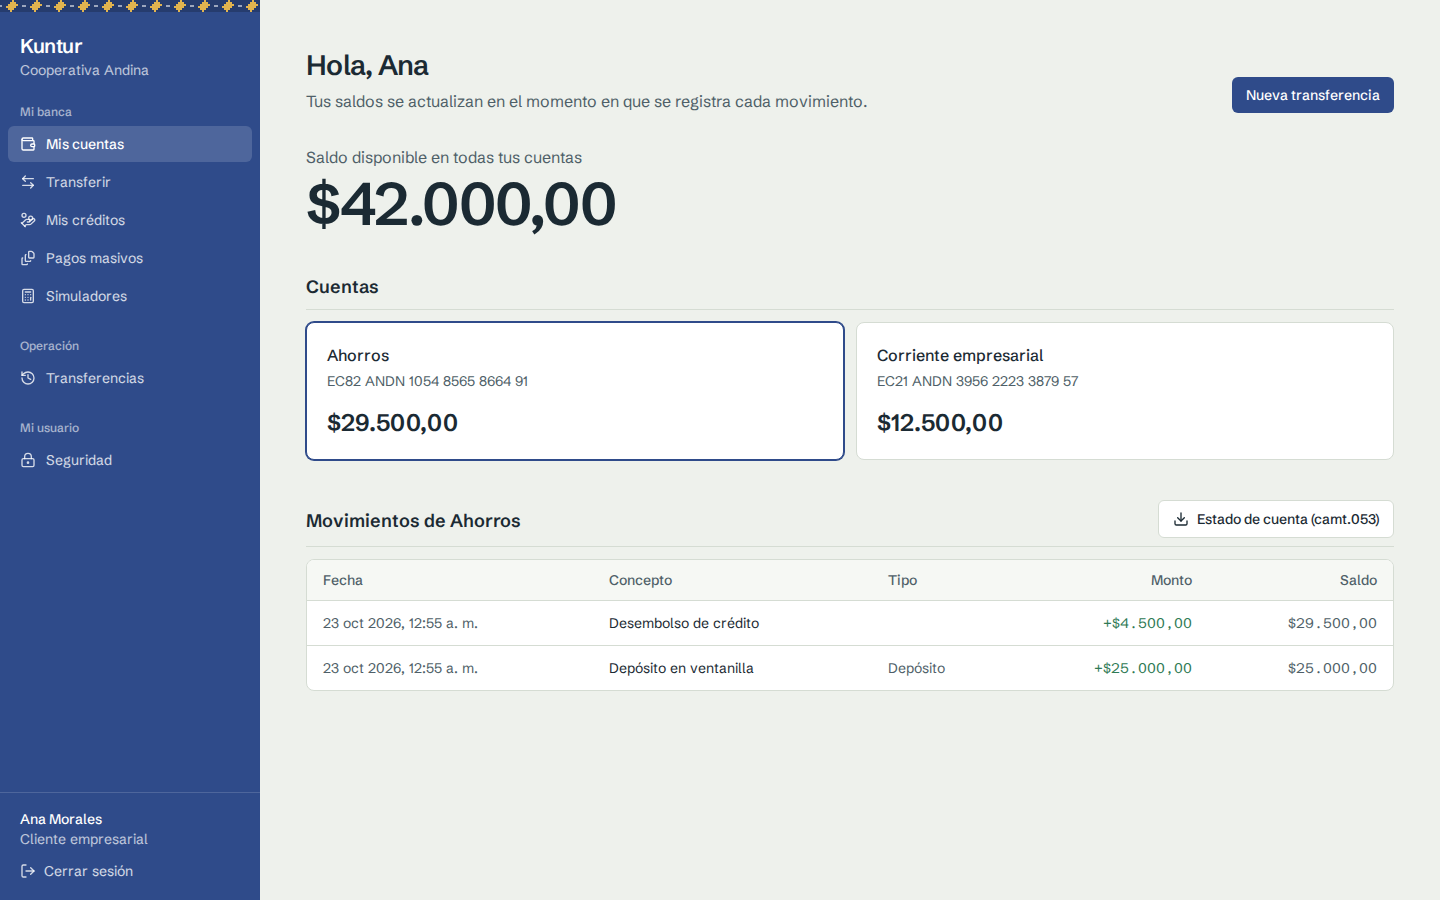 Kuntur
Cooperativa Andina
Mi banca
Mis cuentas
Transferir
Mis créditos
Pagos masivos
Simuladores
Operación
Transferencias
Mi usuario
Seguridad
Ana Morales
Cliente empresarial
Cerrar sesión
Hola, Ana
Tus saldos se actualizan en el momento en que se registra cada movimiento.
Nueva transferencia
Saldo disponible en todas tus cuentas
$42.000,00
Cuentas
Ahorros
EC82 ANDN 1054 8565 8664 91
$29.500,00
Corriente empresarial
EC21 ANDN 3956 2223 3879 57
$12.500,00
Movimientos de Ahorros
Estado de cuenta (camt.053)
Fecha Concepto Tipo Monto Saldo
23 oct 2026, 12:55 a. m. Desembolso de crédito +$4.500,00 $29.500,00
23 oct 2026, 12:55 a. m. Depósito en ventanilla Depósito +$25.000,00 $25.000,00